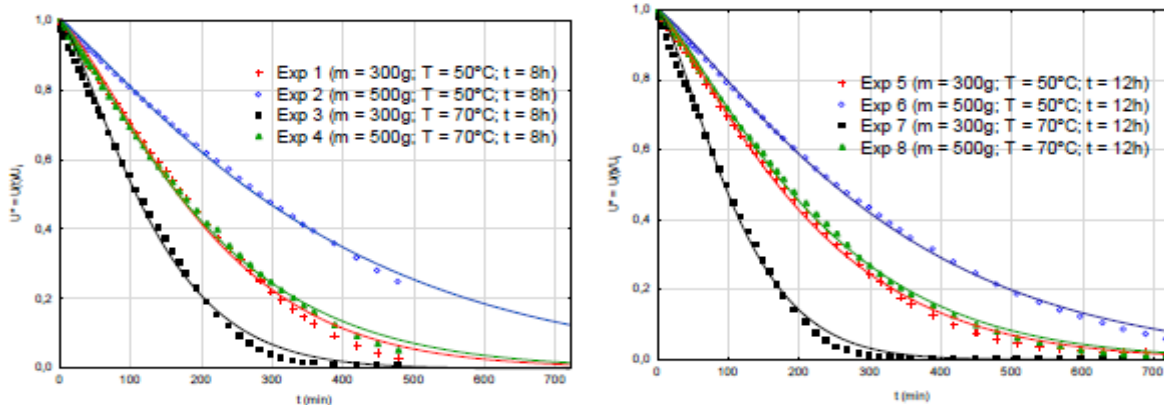 1,0
0,8
0,6
0,4
0,2
0,0
U* = U(t)/Ui
Exp 1 (m = 300g; T = 50°C; t = 8h)
Exp 2 (m = 500g; T = 50°C; t = 8h)
Exp 3 (m = 300g; T = 70°C; t = 8h)
Exp 4 (m = 500g; T = 70°C; t = 8h)
0 100 200 300 400 500 600 700
t (min)
1,0
0,8
0,6
0,4
0,2
0,0
U* = U(t)/Ui
Exp 5 (m = 300g; T = 50°C; t = 12h)
Exp 6 (m = 500g; T = 50°C; t = 12h)
Exp 7 (m = 300g; T = 70°C; t = 12h)
Exp 8 (m = 500g; T = 70°C; t = 12h)
0 100 200 300 400 500 600 700
t (min)